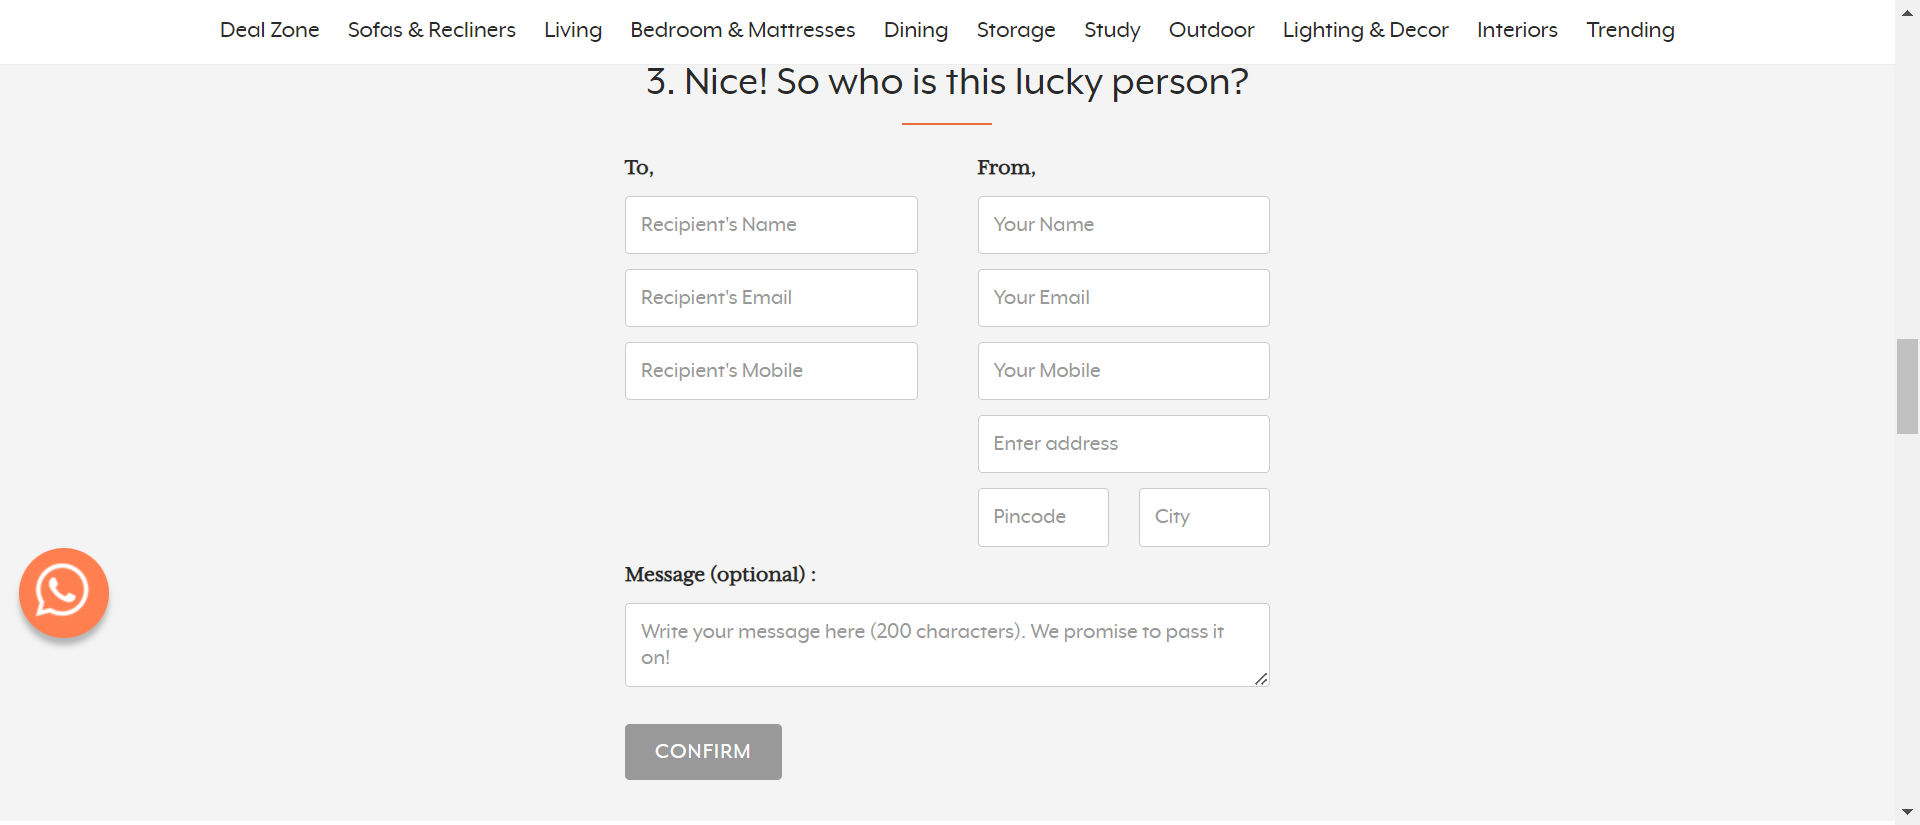 Deal Zone Sofas & Recliners Living Bedroom & Mattresses Dining Storage Study Outdoor Lighting & Decor Interiors Trending
3. Nice! So who is this lucky person?
To,
Recipient's Name
Recipient's Email
Recipient's Mobile
From,
Your Name
Your Email
Your Mobile
Enter address
Pincode City
Message (optional) :
Write your message here (200 characters). We promise to pass it
on!
CONFIRM